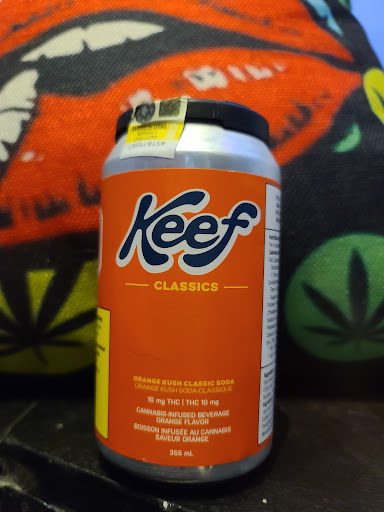 Keef
CLASSICS
ORANGE KUSH CLASSIC SODA
ORANGE KUSH SODA CLASSIQUE
10 mg THC | THC 10 mg
CANNABIS-INFUSED BEVERAGE
ORANGE FLAVOR
BOISSON INFUSÉE AU CANNABIS
SAVEUR ORANGE
355 mL